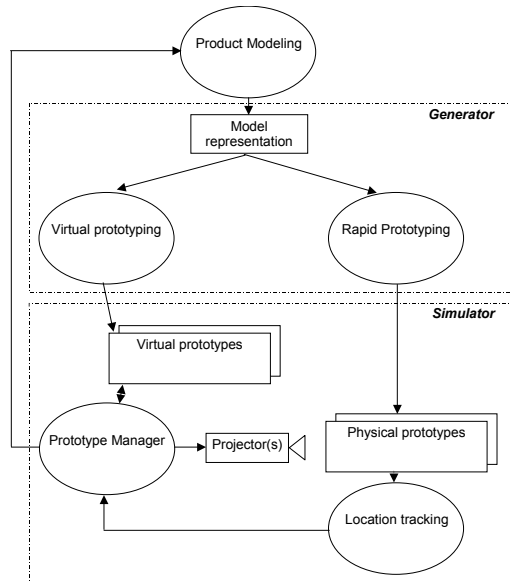 Product Modeling
Generator
Model
representation
Virtual prototyping
Rapid Prototyping
Simulator
Virtual prototypes
Prototype Manager
Projector(s)
Physical prototypes
Location tracking